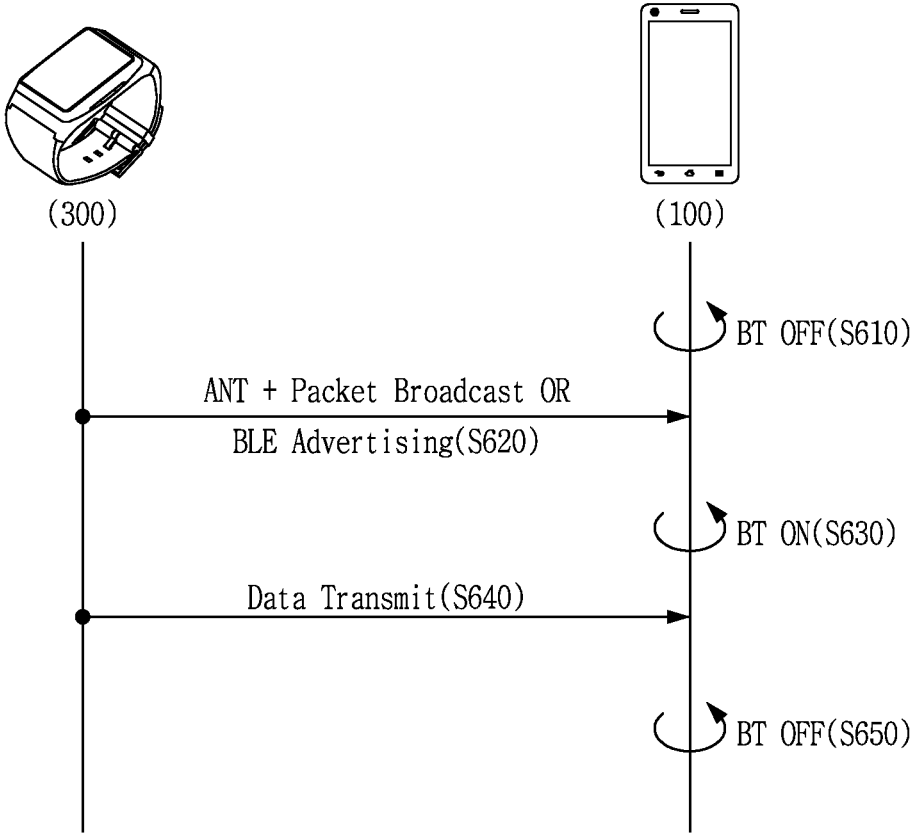 (300)
(100)
BT OFF(S610)
ANT + Packet Broadcast OR
BLE Advertising(S620)
BT ON(S630)
Data Transmit(S640)
BT OFF(S650)